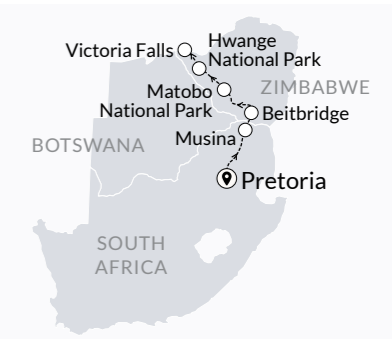 Victoria Falls
Hwange
National Park
ZIMBABWE
Matobo
National Park
Beitbridge
Musina
BOTSWANA
Pretoria
SOUTH
AFRICA